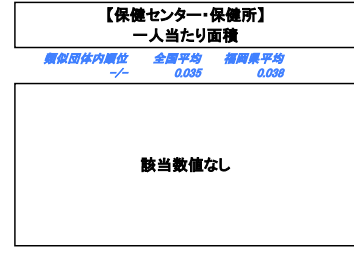 【保健センター・保健所】
一人当たり面積
類似団体内順位 全国平均 福岡県平均
-/- 0.035 0.038
該当数値なし